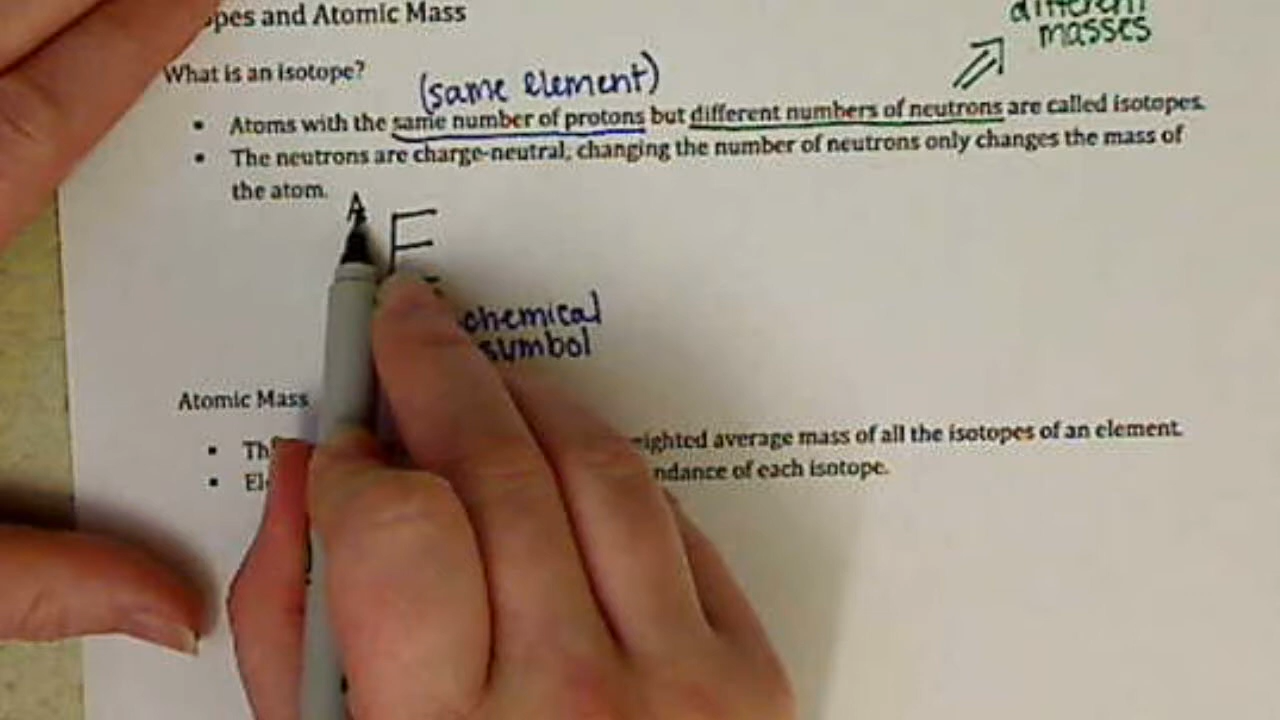 different
masses
and Atomic Mass
What is an isotope?
(same element)
Atoms with the same number of protons but different numbers of neutrons are called isotopes.
The neutrons are charge-neutral, changing the number of neutrons only changes the mass of
the atom.
A
chemical
symbol
Atomic Mass
average mass of all the isotopes of an element.
of each isotope.